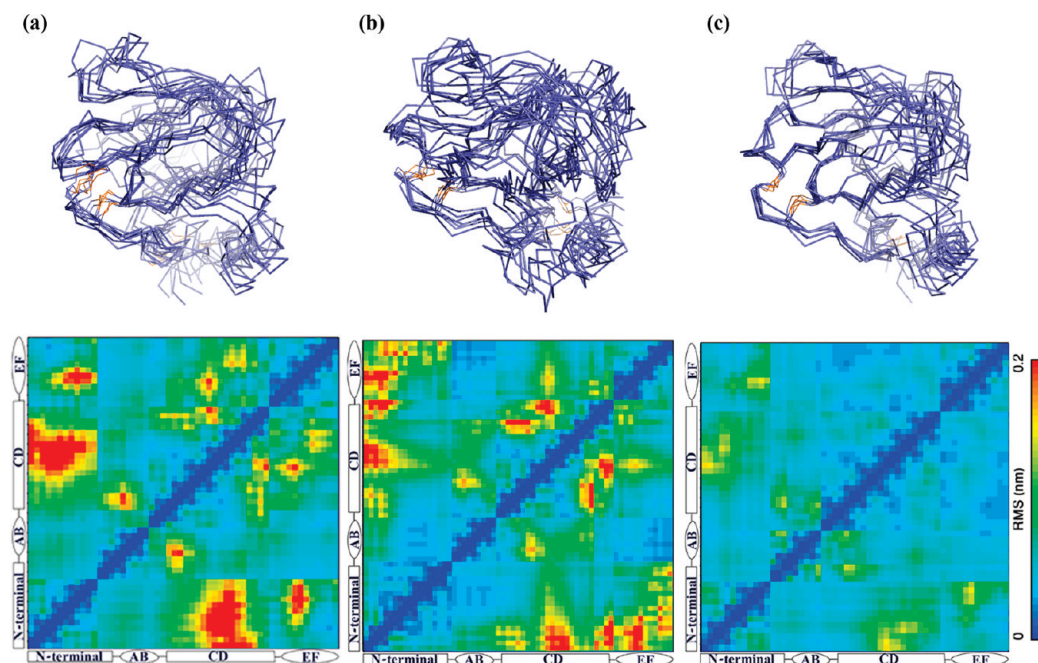 (a)
(b)
(c)
EF
CD
AB
N-terminal
N-terminal
AB
CD
EF
EF
CD
AB
N-terminal
N-terminal
AB
CD
EF
EF
CD
AB
N-terminal
N-terminal
AB
CD
EF
0.2
RMS (nm)
0